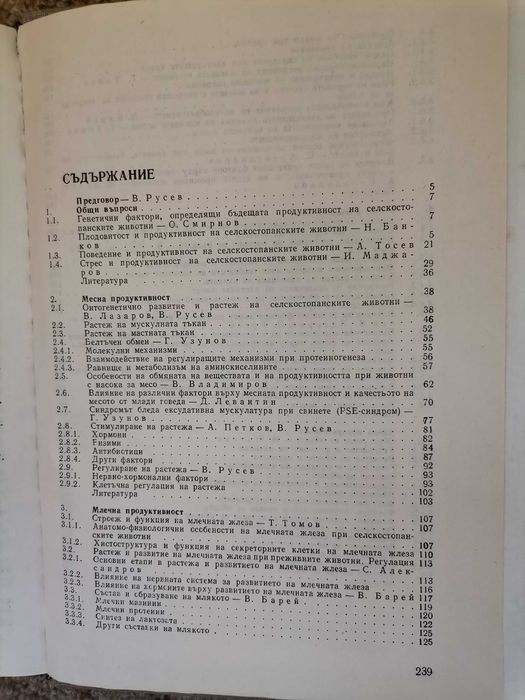 СЪДЪРЖАНИЕ
Предговор — В. Русев 5
1. Общи въпроси 7
1.1. Генетични фактори, определящи бъдещата продуктивност на селскосто-
панските животни — О. Смирнов 7
1.2. Плодовитост и продуктивност на селскостопанските животни — Н. Бан-
ков 5
1.3. Поведение и продуктивност на селскостопанските животни — А. Тосев 21
1.4. Стрес и продуктивност на селскостопанските животни — И. Маджа-
ров 29
Литература 36
2. Месна продуктивност 38
2.1. Онтогенетично развитие и растеж на селскостопанските животни —
В. Лазаров, В. Русев 38
2.2. Растеж на мускулната тъкан 46
2.3. Растеж на мастната тъкан 52
2.4. Белтъчен обмен — Г. Узунов 55
2.4.1. Молекулни механизми 55
2.4.2. Взаимодействие на регулиращите механизми при протеиногенеза 56
2.4.3. Равнище и метаболизъм на аминокиселините 57
2.5. Особености на обмяната на веществата и на продуктивността при животни
с насока за месо — В. Владимиров 62
2.6. Влияние на различни фактори върху месната продуктивност и качеството на
месото от млади говеда — Д. Левантин 70
2.7. Синдромът бледа ексудативна мускулатура при свинете (PSE-синдром) —
Г. Узунов 77
2.8. Стимулиране на растежа — А. Петков, В. Русев 81
2.8.1. Хормони 82
2.8.2. Ензими 84
2.8.3. Антибиотици 87
2.8.4. Други фактори 92
2.9. Регулиране на растежа — В. Русев 93
2.9.1. Нервно-хормонални фактори 93
2.9.2. Клетъчна регулация на растежа 102
Литература 103
3. Млечна продуктивност 107
3.1. Строеж и функция на млечната жлеза — Т. Томов 107
3.1.1. Анатомо-физиологични особености на млечната жлеза при селскостопан-
ските животни 107
3.1.2. Хистоструктура и функция на секреторните клетки на млечната жлеза 110
3.2. Растеж и развитие на млечната жлеза при преживните животни. Регулация 113
3.2.1. Основни етапи в растежа и развитието на млечната жлеза — С. Алек-
сандров 113
3.2.2. Влияние на нервната система за развитието на млечната жлеза 116
3.2.3. Влияние на хормоните върху развитието на млечната жлеза — В. Барей 117
3.3. Състав и образуване на млякото — В. Барей 119
3.3.1. Млечни мазнини 120
3.3.2. Млечни протеини 122
3.3.3. Синтез на лактозата 125
3.3.4. Други съставки на млякото 125
239